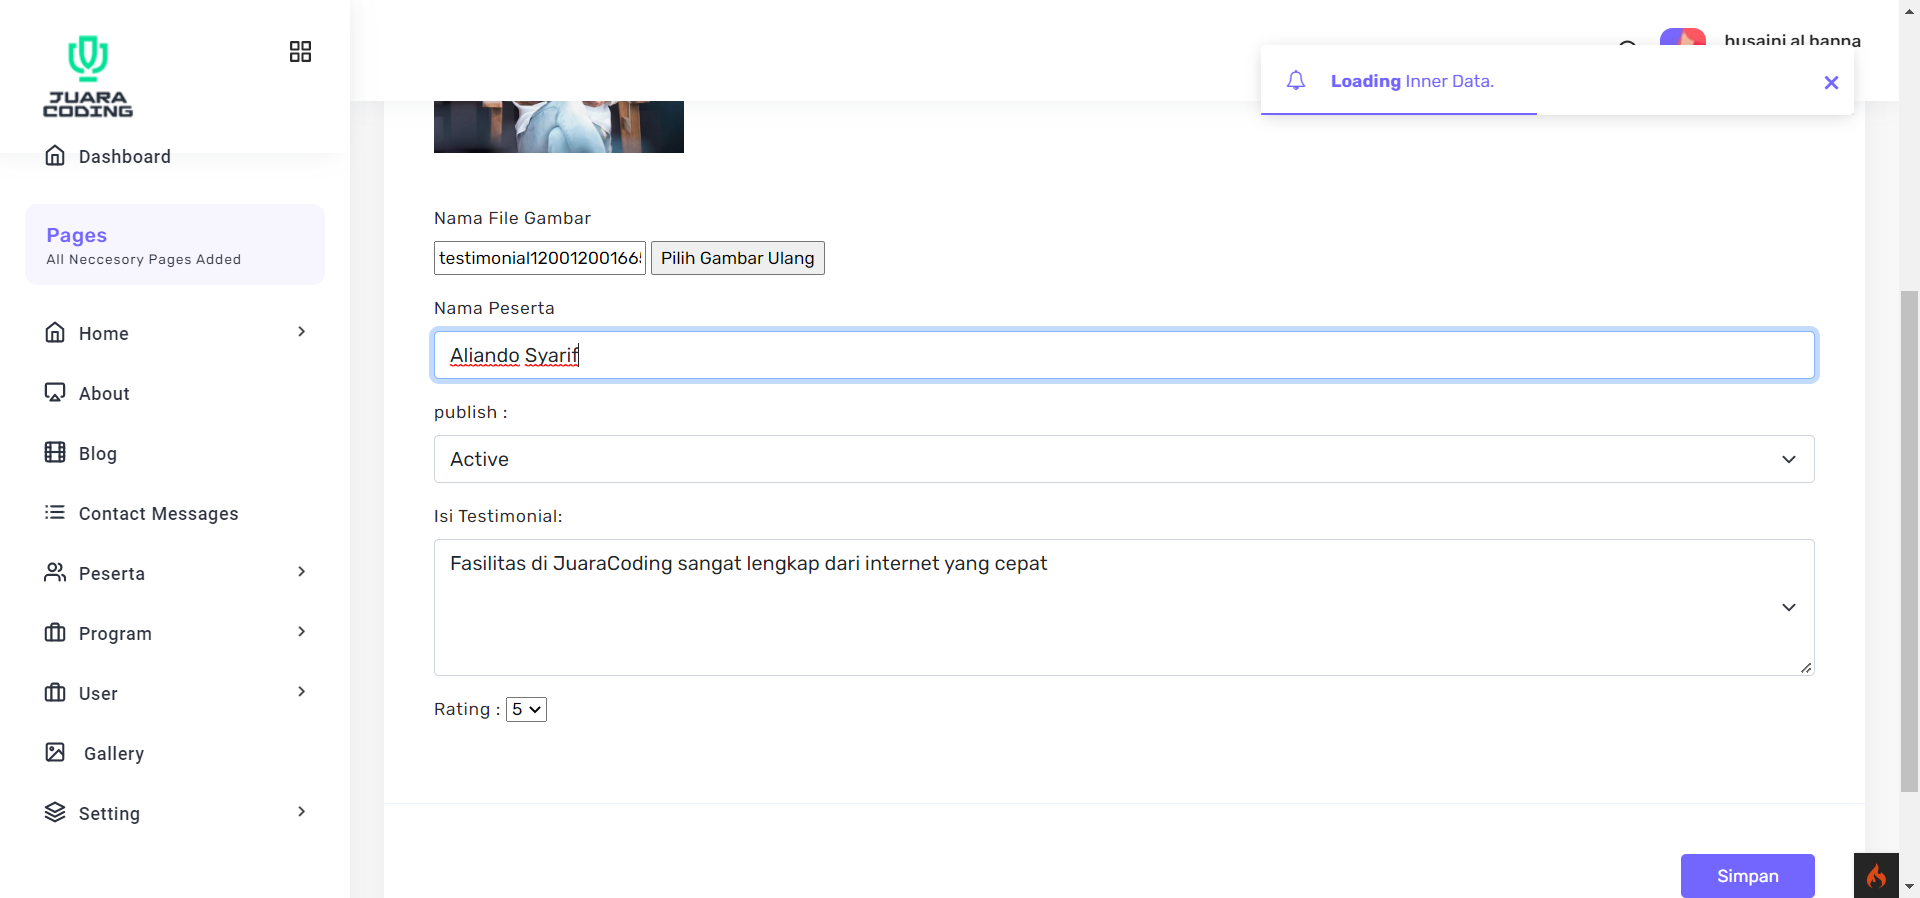 JUARA
CODING
husaini al banna
Loading Inner Data.
Dashboard
Pages
All Neccesory Pages Added
Home
About
Blog
Contact Messages
Peserta
Program
User
Gallery
Setting
Nama File Gambar
testimonial12001200166
Pilih Gambar Ulang
Nama Peserta
Aliando Syarif
publish :
Active
Isi Testimonial:
Fasilitas di JuaraCoding sangat lengkap dari internet yang cepat
Rating : 5
Simpan